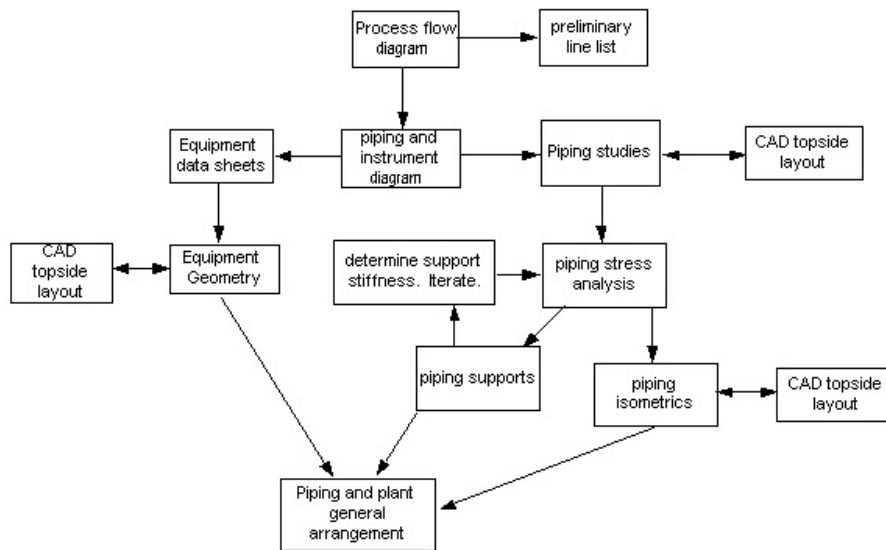 Process flow
diagram
preliminary
line list
Equipment
data sheets
piping and
instrument
diagram
Piping studies
CAD topside
layout
CAD
topside
layout
Equipment
Geometry
determine support
stiffness. Iterate.
piping stress
analysis
piping supports
piping
isometrics
CAD topside
layout
Piping and plant
general
arrangement